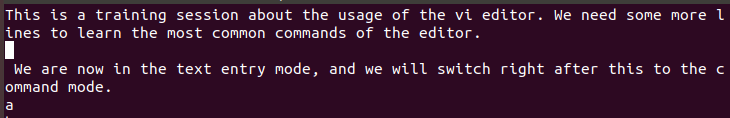 This is a training session about the usage of the vi editor. We need some more l
ines to learn the most common commands of the editor.
 We are now in the text entry mode, and we will switch right after this to the c
ommand mode.
a